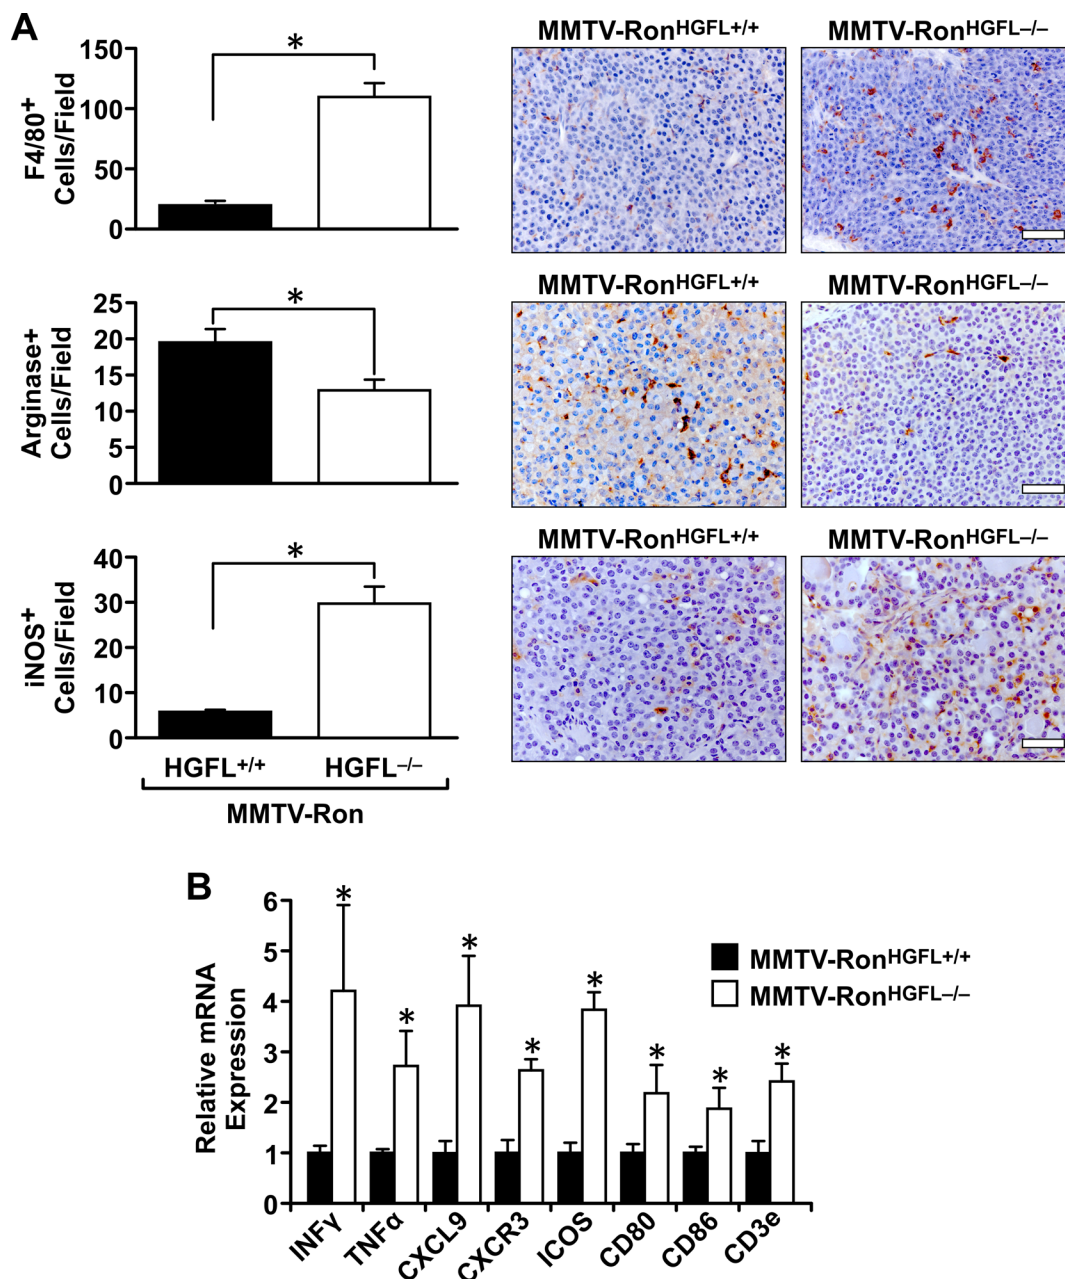 A
F4/80+
Cells/Field
150
100
50
0
*
MMTV-RonHGFL+/+
MMTV-RonHGFL–/–
Arginase+
Cells/Field
25
20
15
10
5
0
*
MMTV-RonHGFL+/+
MMTV-RonHGFL–/–
iNOS+
Cells/Field
40
30
20
10
0
*
MMTV-RonHGFL+/+
MMTV-RonHGFL–/–
HGFL+/+
HGFL–/–
MMTV-Ron
B
Relative mRNA
Expression
6
5
4
3
2
1
0
* * * * * * * *
MMTV-RonHGFL+/+
MMTV-RonHGFL–/–
INFγ
TNFα
CXCL9
CXCR3
ICOS
CD80
CD86
CD3e